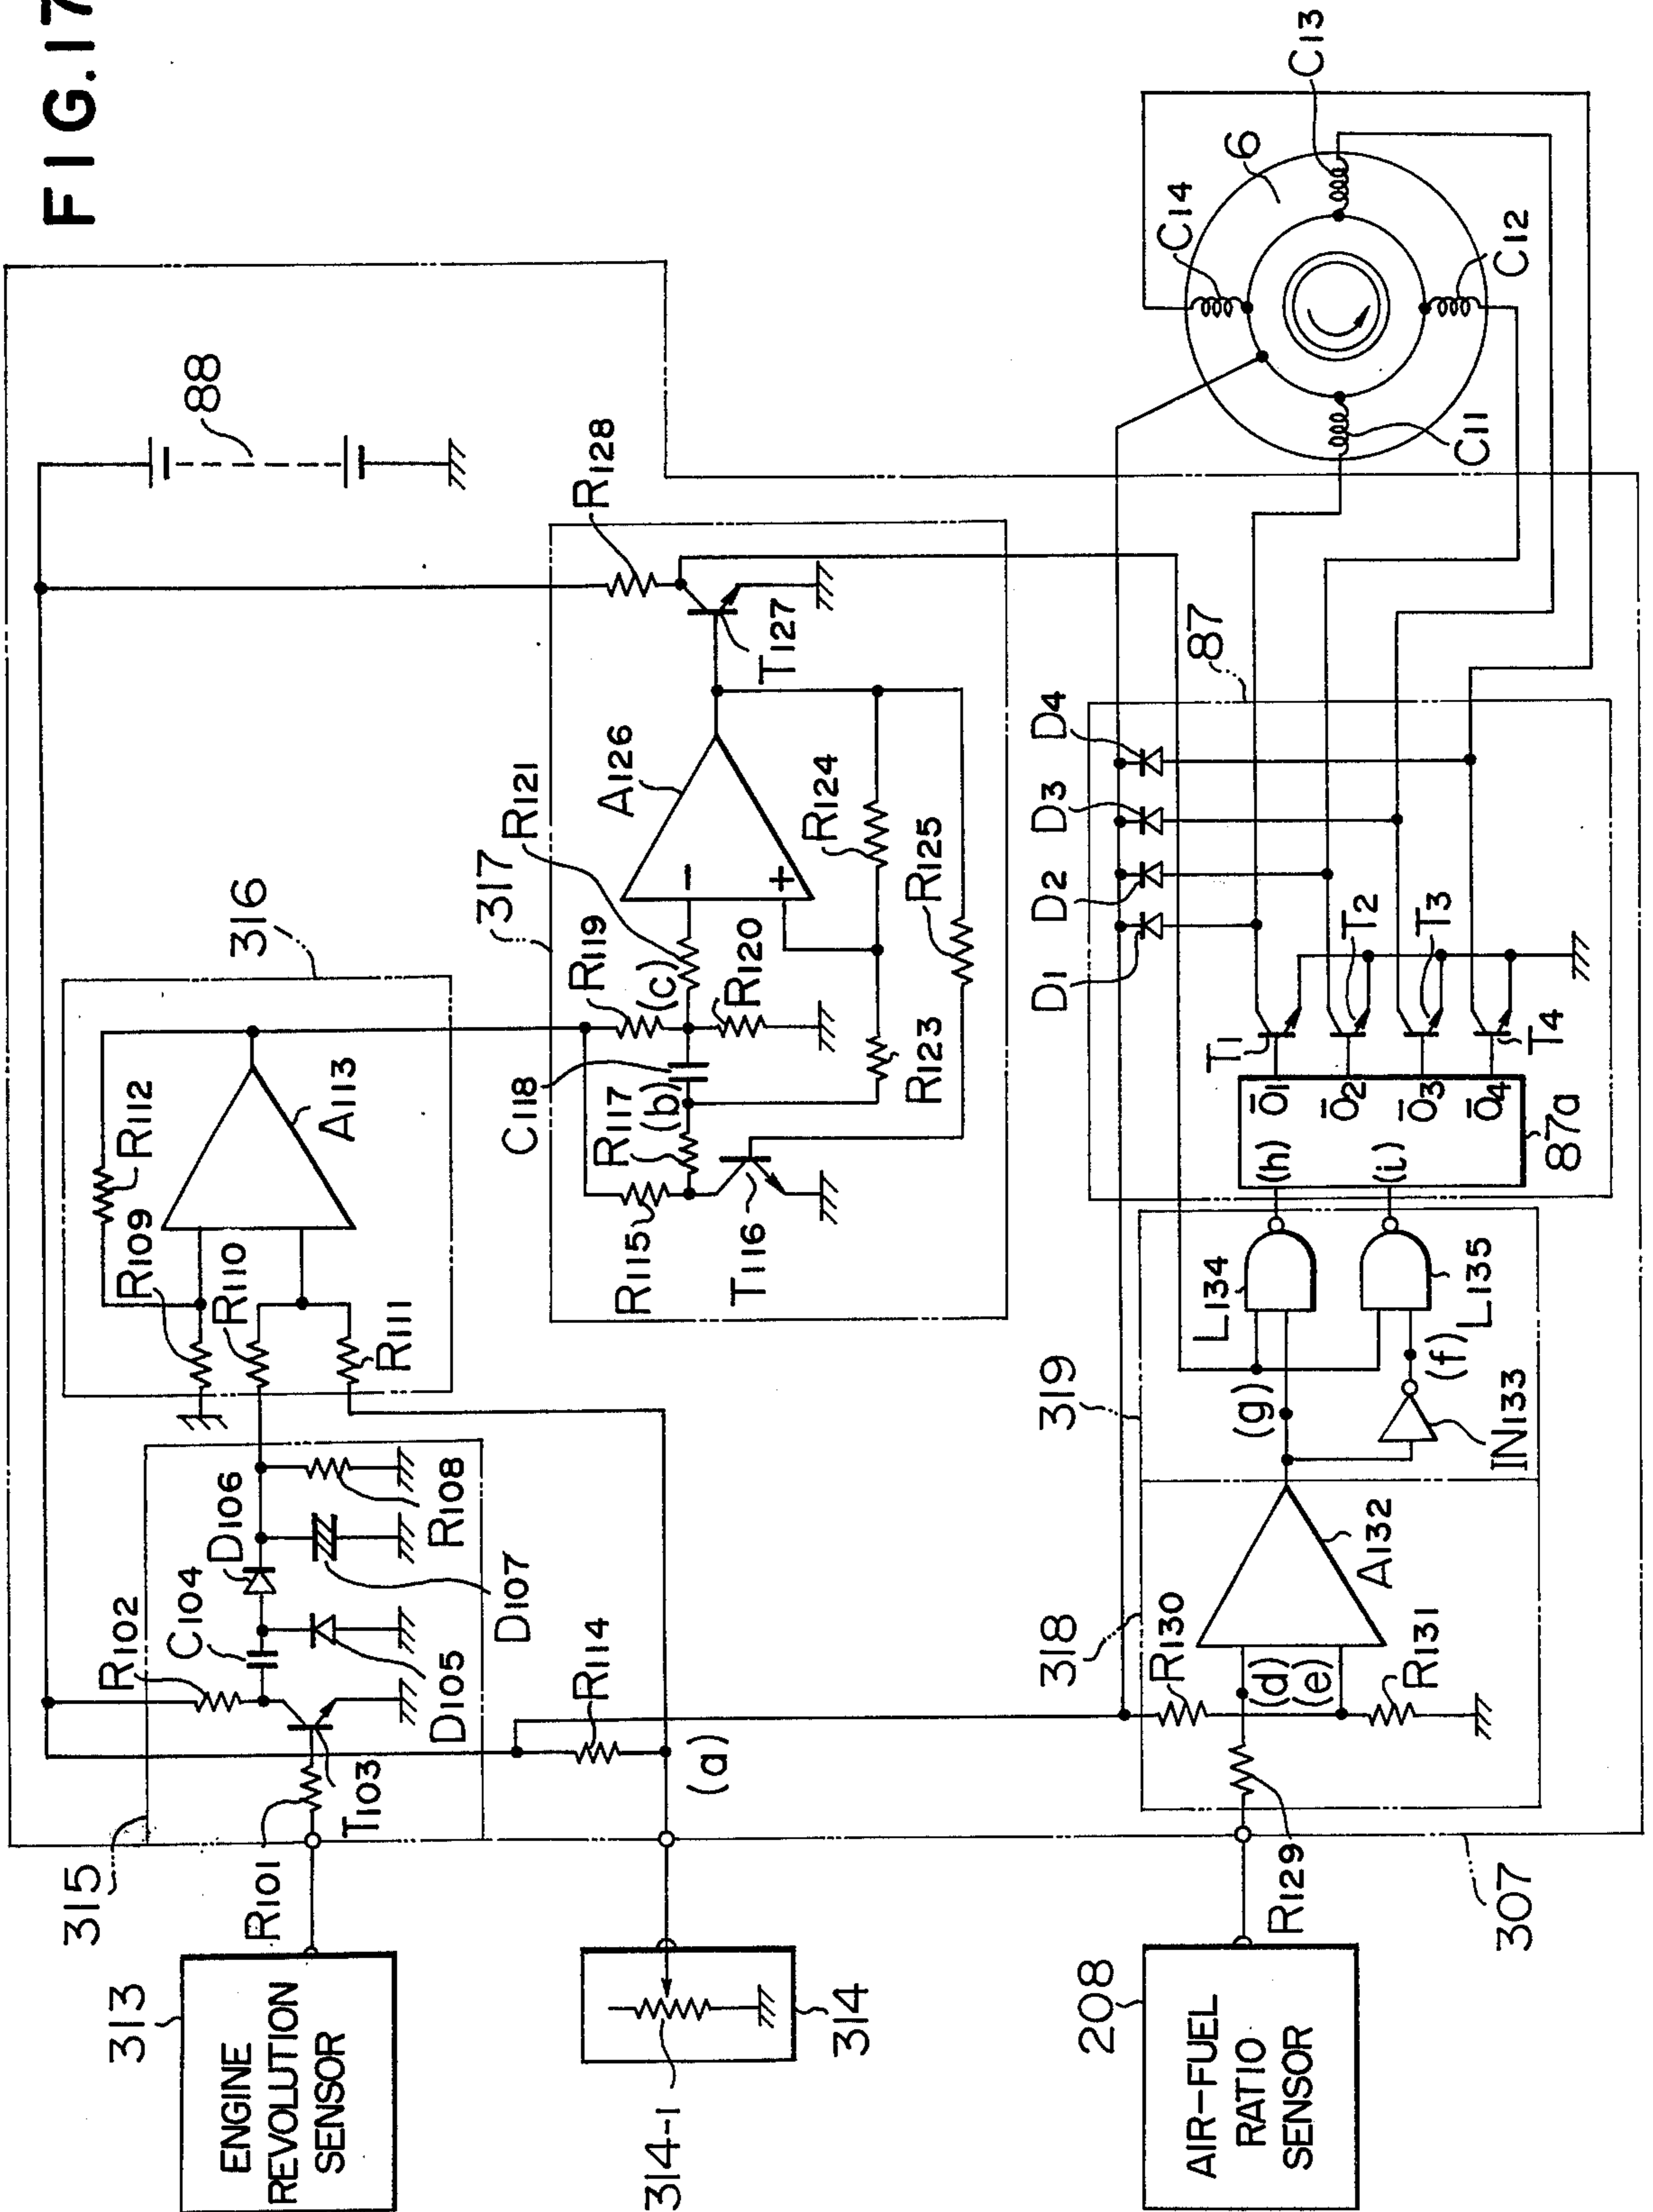 FIG.17
88
316
R112
R109
R110
A113
R111
315
R102
C104
D106
R101
T103
D105
D107
R108
313
ENGINE
REVOLUTION
SENSOR
R114
(a)
314
314-1
317
R121
R119
(c)
C118
R117
(b)
R115
T116
R120
R123
A126
−
+
R124
R125
R128
T127
C14
6
C13
C12
C11
87
D1
D2
D3
D4
T1
T2
T3
T4
Ō1
Ō2
Ō3
Ō4
(h)
(i)
87a
319
L134
L135
(g)
(f)
IN133
318
R130
(d)
(e)
R131
A132
R129
307
208
AIR-FUEL
RATIO
SENSOR